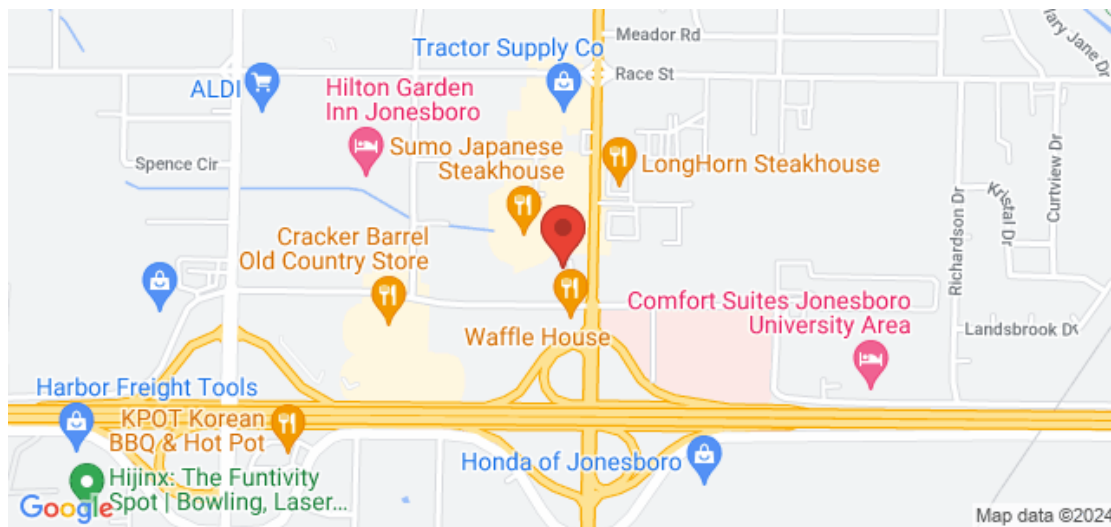 Meador Rd
Mary Jane Dr
Tractor Supply Co
Race St
ALDI
Hilton Garden
Inn Jonesboro
Sumo Japanese
Steakhouse
Spence Cir
LongHorn Steakhouse
Richardson Dr
Kristal Dr
Curtview Dr
Cracker Barrel
Old Country Store
Comfort Suites Jonesboro
University Area
Waffle House
Landsbrook D
Harbor Freight Tools
KPOT Korean
BBQ & Hot Pot
Honda of Jonesboro
Hijinx: The Funtivity
Spot | Bowling, Laser...
Google
Map data ©2024